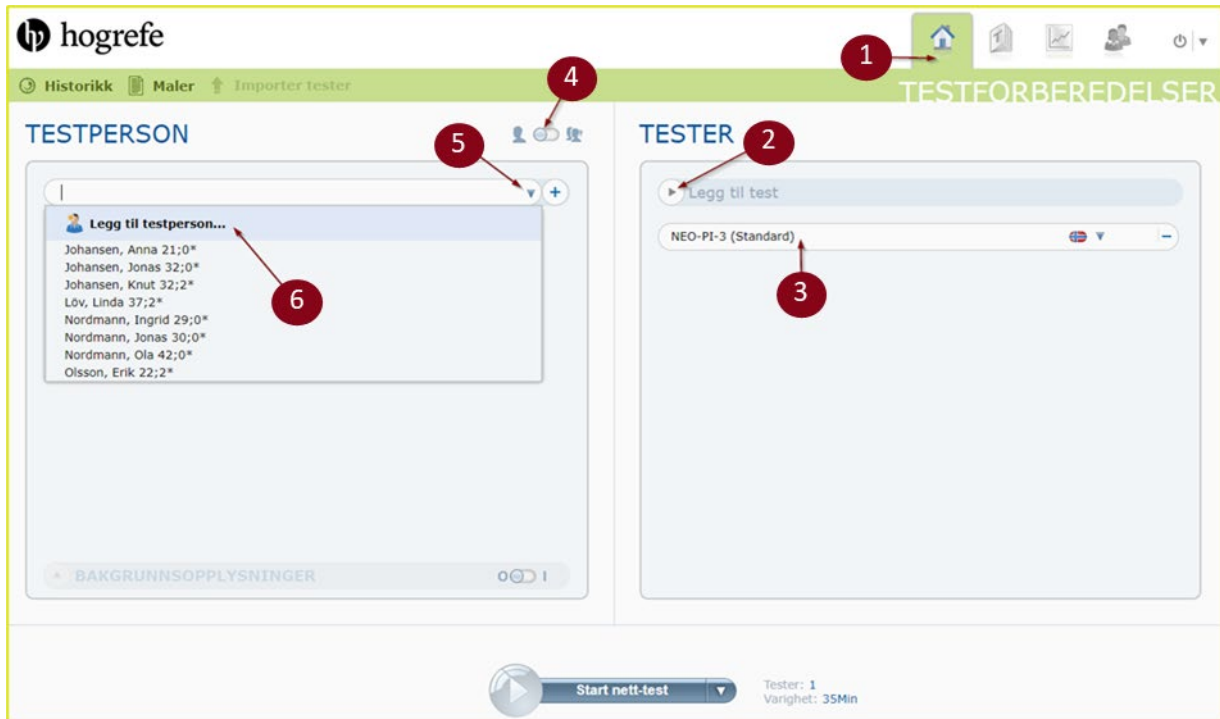 hogrefe
1
Historikk Maler Importer tester
TESTFORBEREDELSER
4
TESTPERSON
5
TESTER
2
Legg til test
Legg til testperson...
Johansen, Anna 21;0*
Johansen, Jonas 32;0*
Johansen, Knut 32;2*
Löv, Linda 37;2*
Nordmann, Ingrid 29;0*
Nordmann, Jonas 30;0*
Nordmann, Ola 42;0*
Olsson, Erik 22;2*
6
NEO-PI-3 (Standard)
3
BAKGRUNNSOPPLYSNINGER
0 I
Start nett-test
Tester: 1
Varighet: 35Min